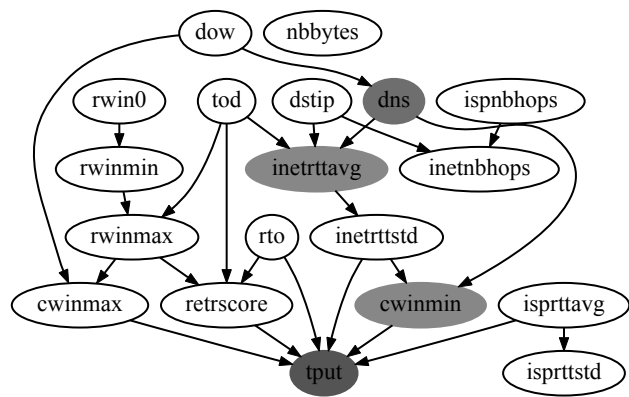 dow
nbbytes
rwin0
tod
dstip
dns
ispnbhops
rwinmin
inetrttavg
inetnbhops
rwinmax
rto
inetrttstd
cwinmax
retrscore
cwinmin
isprttavg
tput
isprttstd